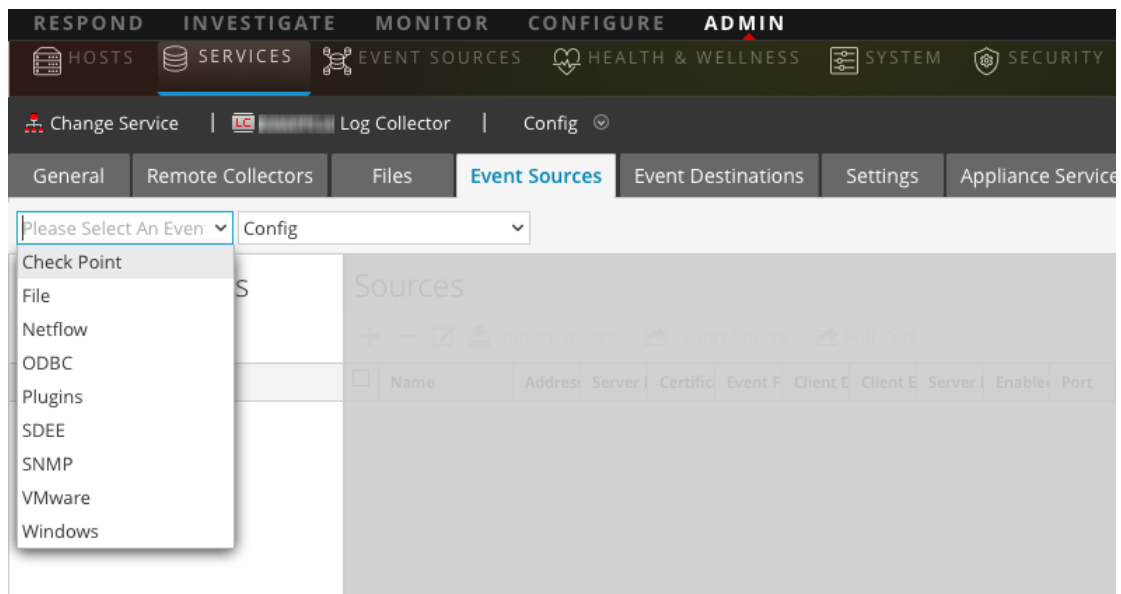 RESPOND INVESTIGATE MONITOR CONFIGURE ADMIN
HOSTS SERVICES EVENT SOURCES HEALTH & WELLNESS SYSTEM SECURITY
Change Service | LC Log Collector | Config
General Remote Collectors Files Event Sources Event Destinations Settings Appliance Service
Please Select An Even Config
Check Point
s Sources
File
Netflow
+ − Import Source Export Source Pull Cert
ODBC
Name Addres Server Certific Event F Client D Client E Server Enable Port
Plugins
SDEE
SNMP
VMware
Windows